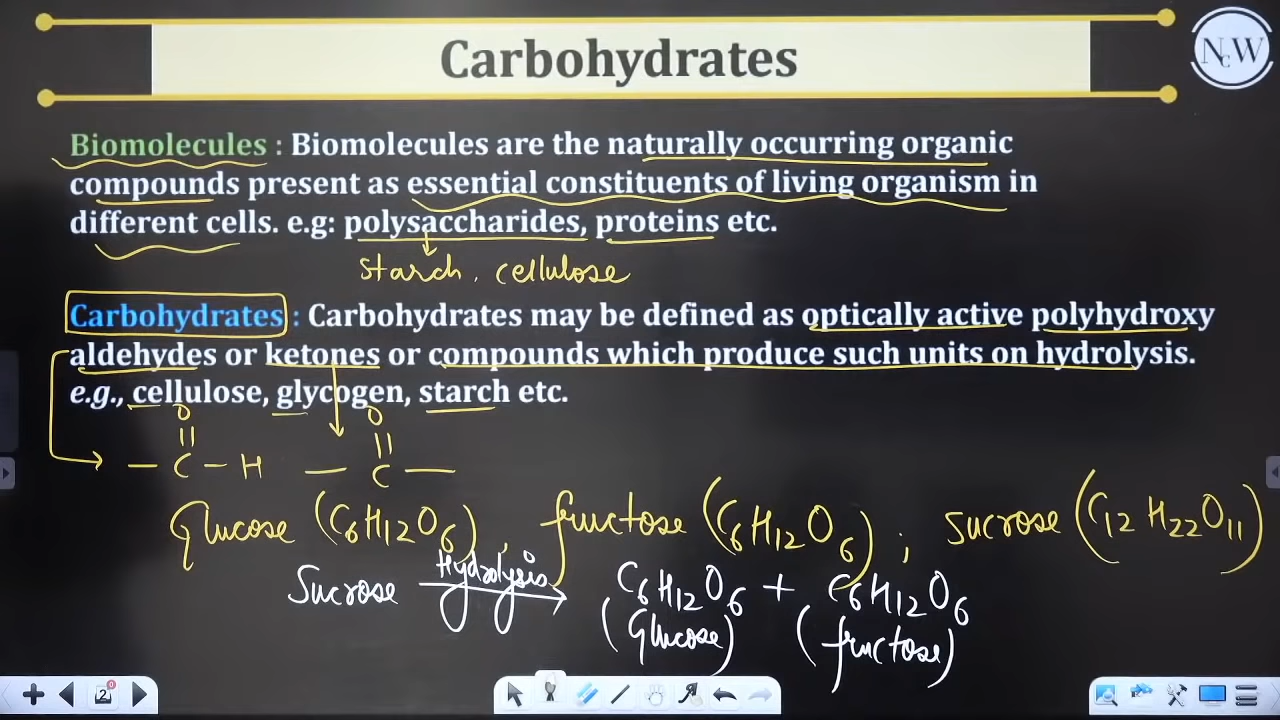 Carbohydrates
NCW
Biomolecules : Biomolecules are the naturally occurring organic
compounds present as essential constituents of living organism in
different cells. e.g: polysaccharides, proteins etc.
starch, cellulose
Carbohydrates : Carbohydrates may be defined as optically active polyhydroxy
aldehydes or ketones or compounds which produce such units on hydrolysis.
e.g., cellulose, glycogen, starch etc.
O O
|| ||
— C — H — C —
Glucose (C6H12O6), fructose (C6H12O6) ; sucrose (C12H22O11)
Sucrose Hydrolysis C6H12O6 + C6H12O6
(Glucose) (fructose)
2
0